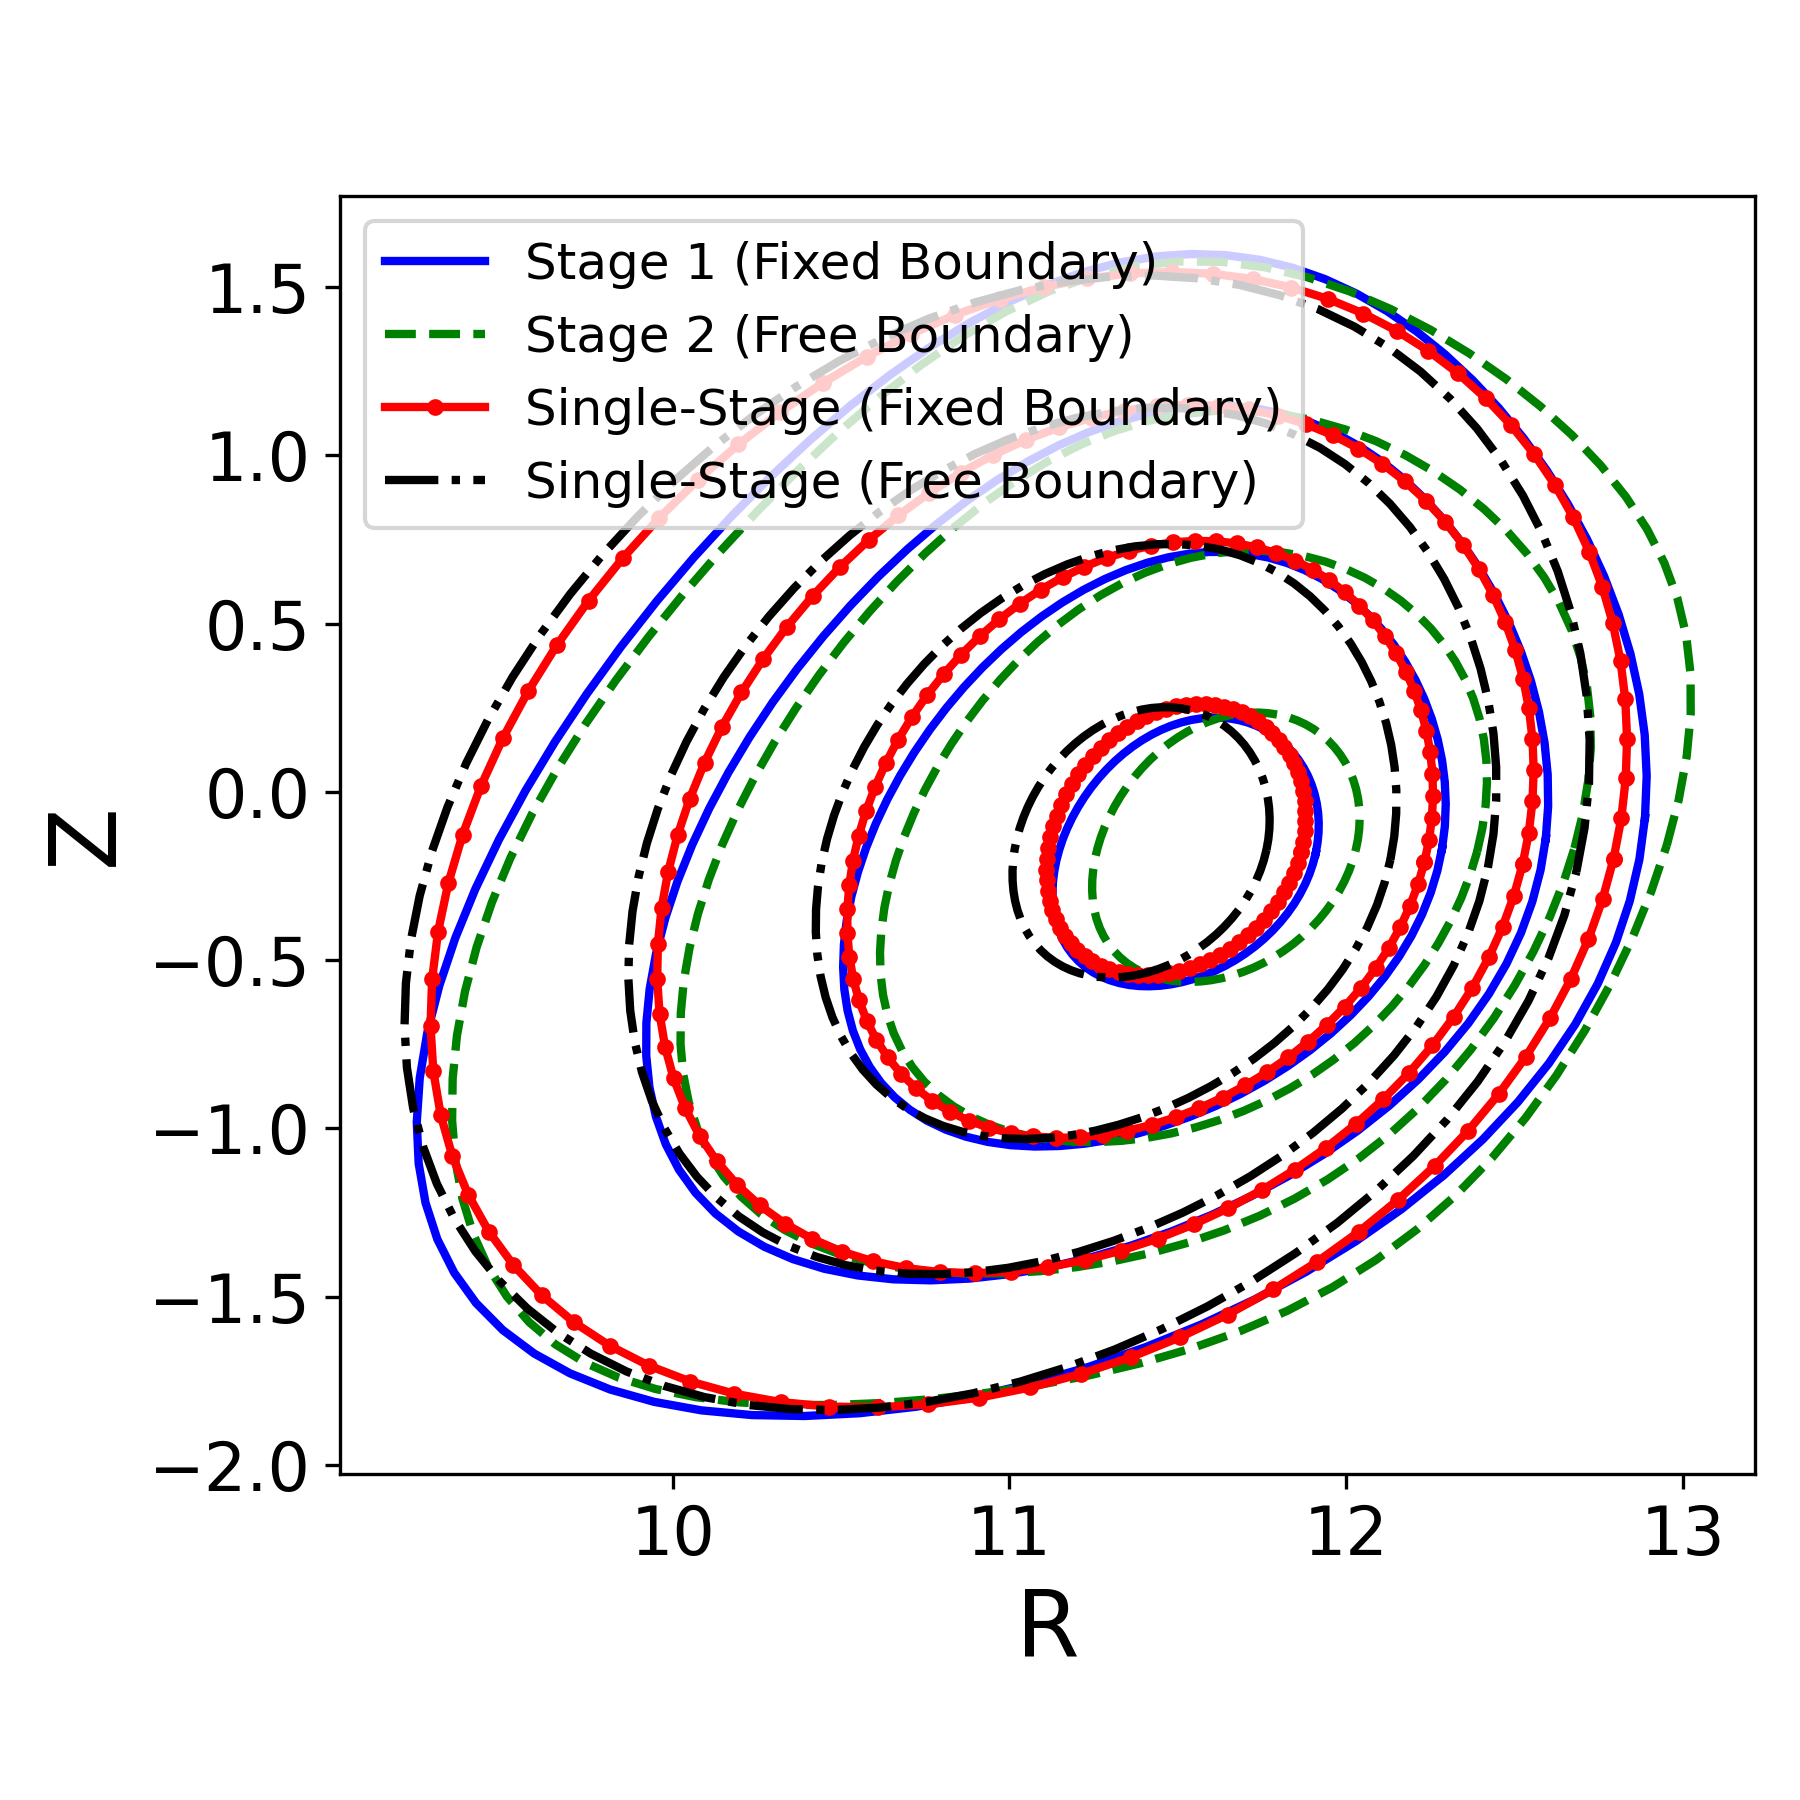 Stage 1 (Fixed Boundary)
Stage 2 (Free Boundary)
Single-Stage (Fixed Boundary)
Single-Stage (Free Boundary)
1.5
1.0
0.5
0.0
−0.5
−1.0
−1.5
−2.0
Z
10 11 12 13
R